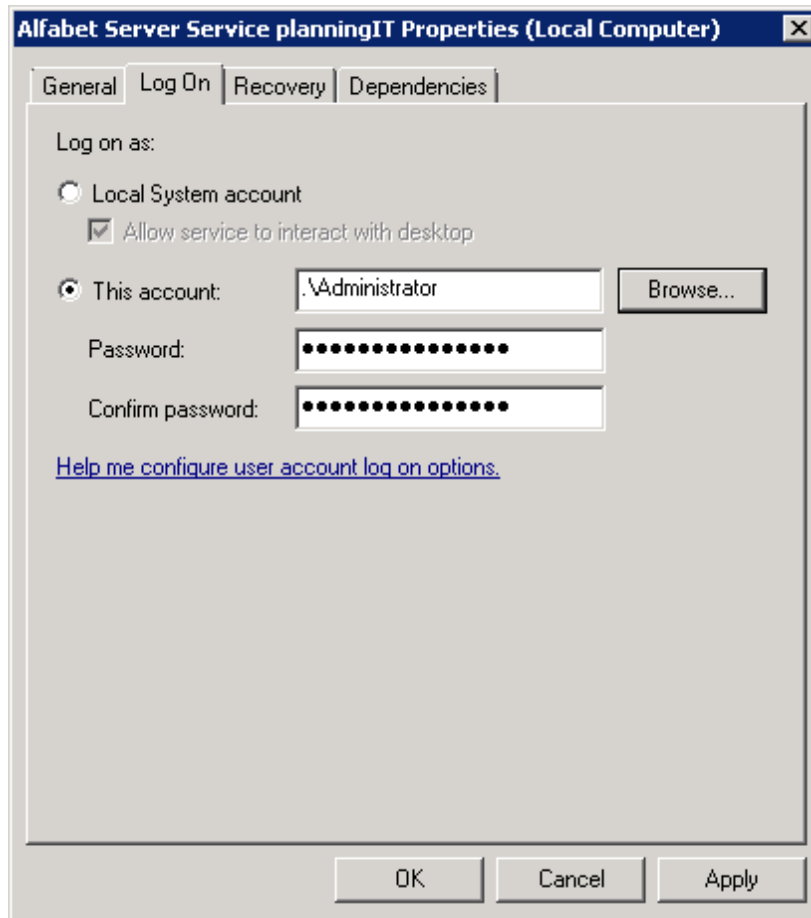 Alfabet Server Service planningIT Properties (Local Computer)
General Log On Recovery Dependencies
Log on as:
Local System account
Allow service to interact with desktop
This account: .\Administrator Browse...
Password: •••••••••••••••
Confirm password: •••••••••••••••
Help me configure user account log on options.
OK Cancel Apply